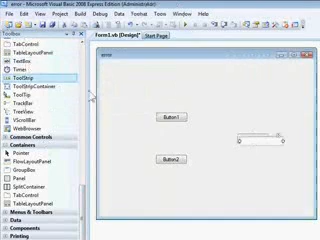 error - Microsoft Visual Basic 2008 Express Edition (Administrator)
File Edit View Project Build Debug Data Tools Window Help
Toolbox
TabControl
TableLayoutPanel
TextBox
Timer
ToolStrip
ToolStripContainer
ToolTip
TrackBar
TreeView
VScrollBar
WebBrowser
Common Controls
Containers
Pointer
FlowLayoutPanel
GroupBox
Panel
SplitContainer
TabControl
TableLayoutPanel
Menus & Toolbars
Data
Components
Printing
Form1.vb [Design]* Start Page
error
Button1
Button2